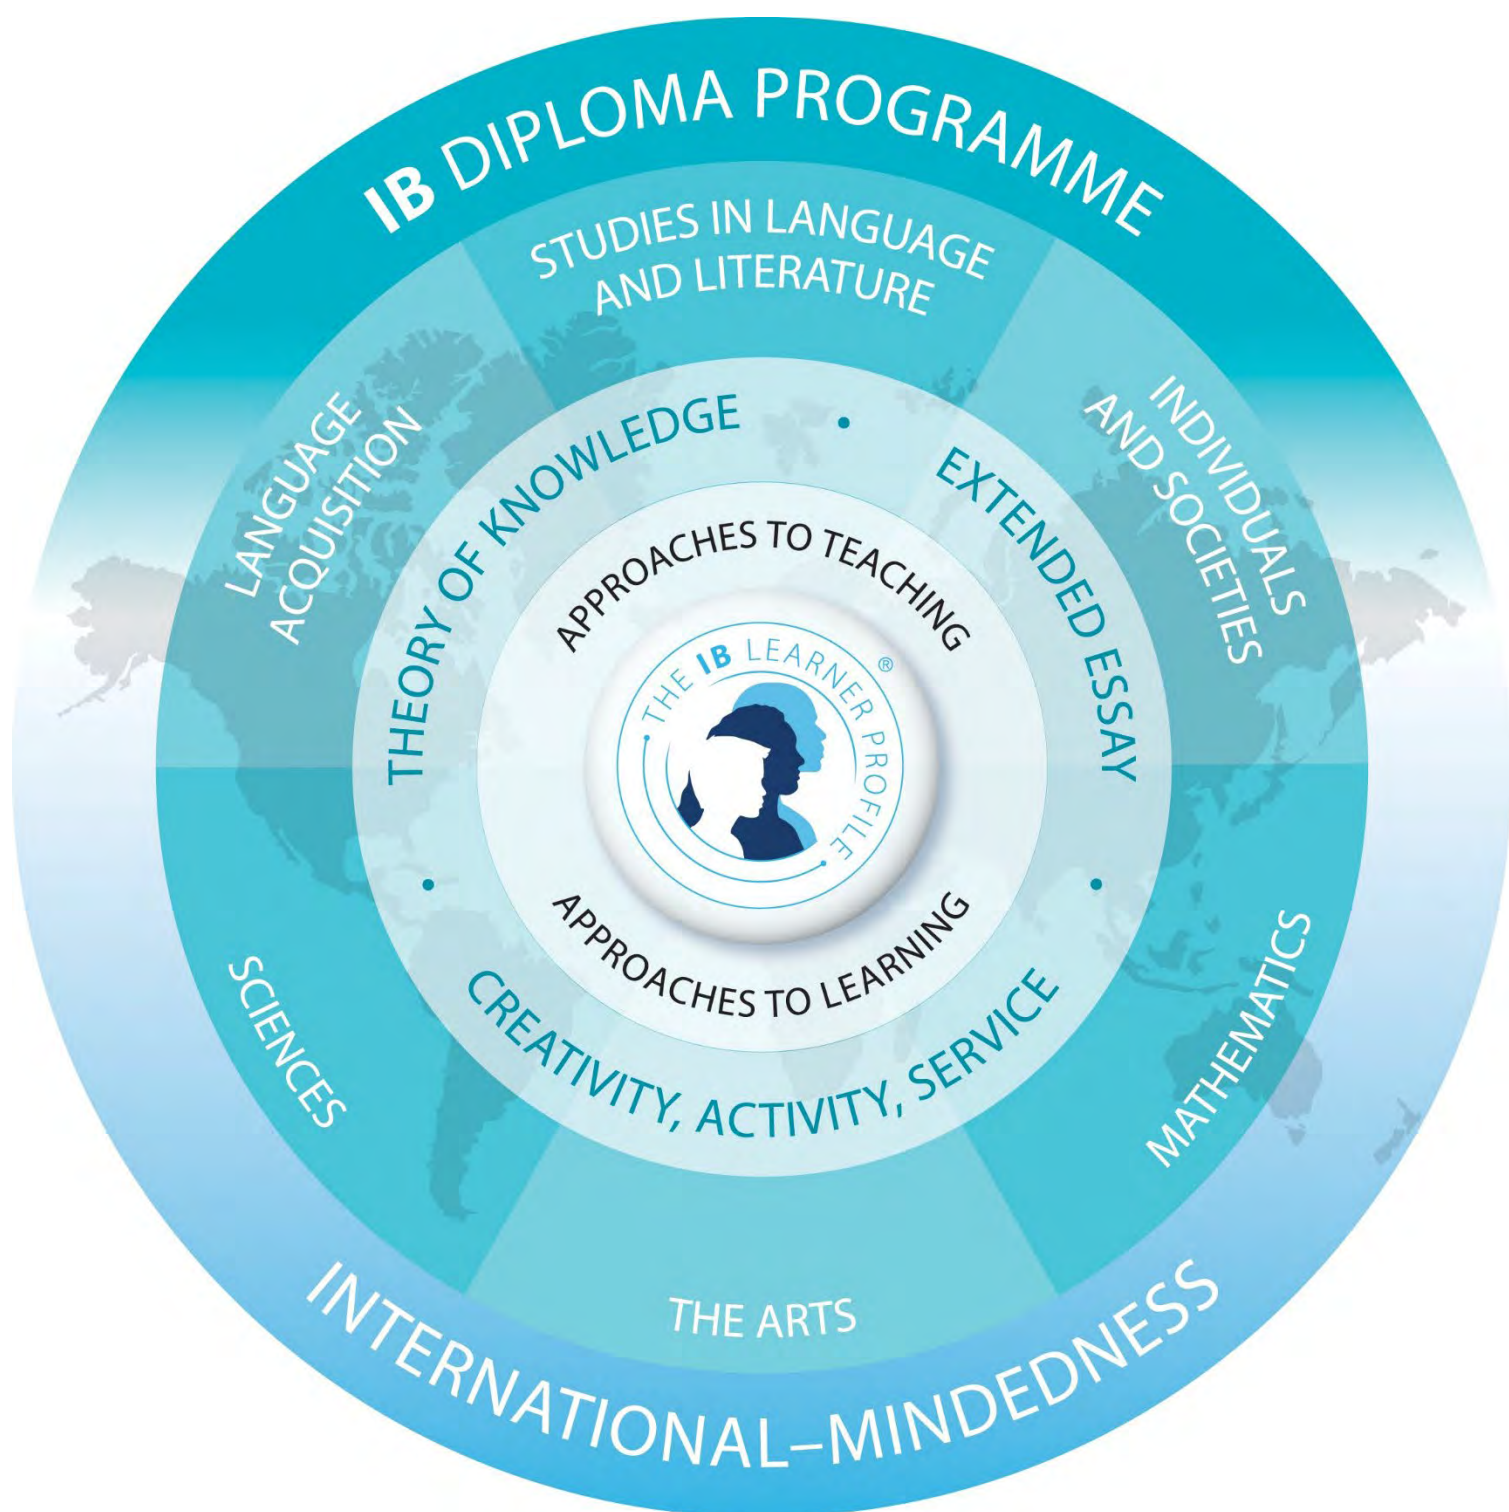 IB DIPLOMA PROGRAMME
STUDIES IN LANGUAGE
AND LITERATURE
LANGUAGE
ACQUISITION
INDIVIDUALS
AND SOCIETIES
THEORY OF KNOWLEDGE
•
EXTENDED ESSAY
APPROACHES TO TEACHING
THE IB LEARNER PROFILE®
APPROACHES TO LEARNING
•
CREATIVITY, ACTIVITY, SERVICE
•
SCIENCES
MATHEMATICS
THE ARTS
INTERNATIONAL–MINDEDNESS